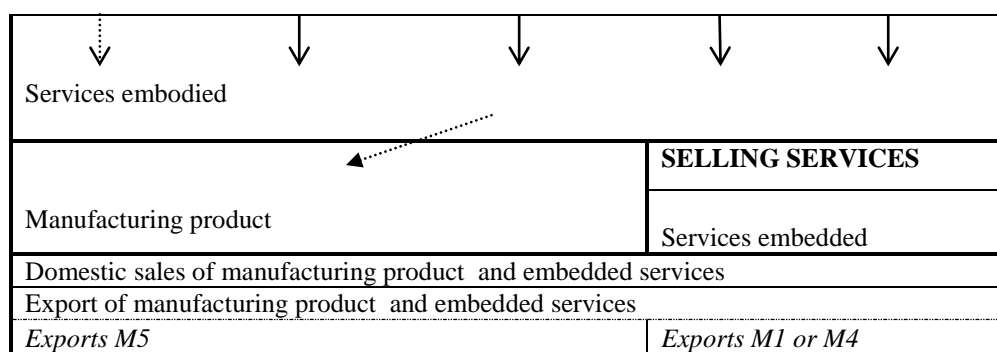 Services embodied
SELLING SERVICES
Manufacturing product
Services embedded
Domestic sales of manufacturing product and embedded services
Export of manufacturing product and embedded services
Exports M5
Exports M1 or M4